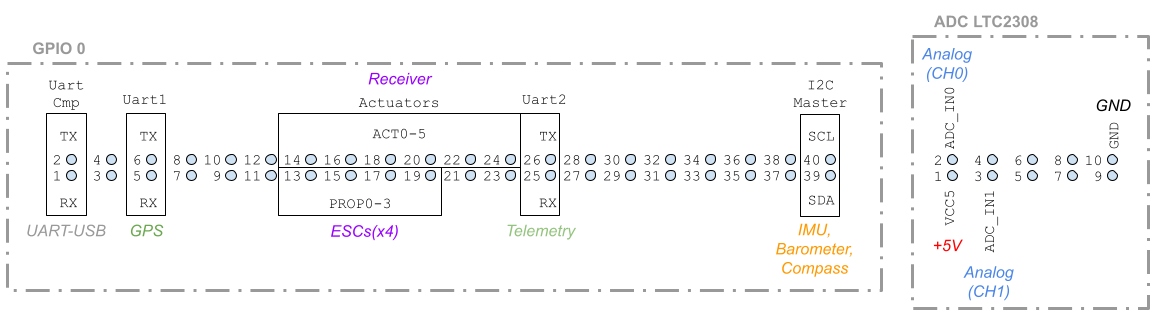 GPIO 0
Receiver
Uart
Cmp
Uart1
Actuators
Uart2
I2C
Master
TX
TX
ACT0-5
TX
SCL
2 4 6 8 10 12 14 16 18 20 22 24 26 28 30 32 34 36 38 40
1 3 5 7 9 11 13 15 17 19 21 23 25 27 29 31 33 35 37 39
RX
RX
PROP0-3
RX
SDA
UART-USB
GPS
ESCs(x4)
Telemetry
IMU,
Barometer,
Compass
ADC LTC2308
Analog
(CH0)
ADC_IN0
GND
GND
2 4 6 8 10
1 3 5 7 9
VCC5
ADC_IN1
+5V
Analog
(CH1)